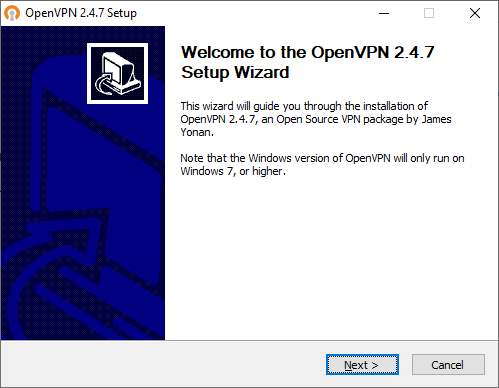 OpenVPN 2.4.7 Setup
Welcome to the OpenVPN 2.4.7
Setup Wizard
This wizard will guide you through the installation of
OpenVPN 2.4.7, an Open Source VPN package by James
Yonan.
Note that the Windows version of OpenVPN will only run on
Windows 7, or higher.
Next >
Cancel